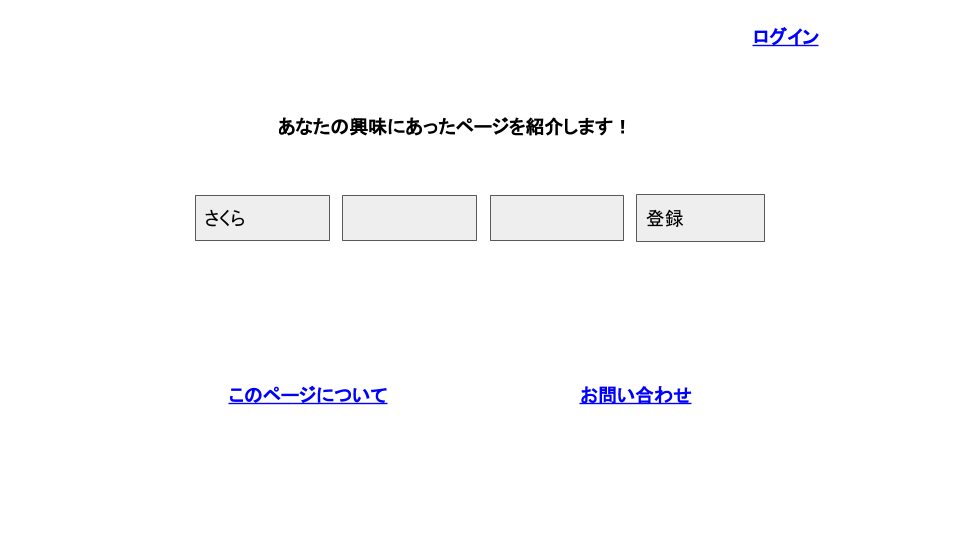 ログイン
あなたの興味にあったページを紹介します！
さくら
登録
このページについて
お問い合わせ